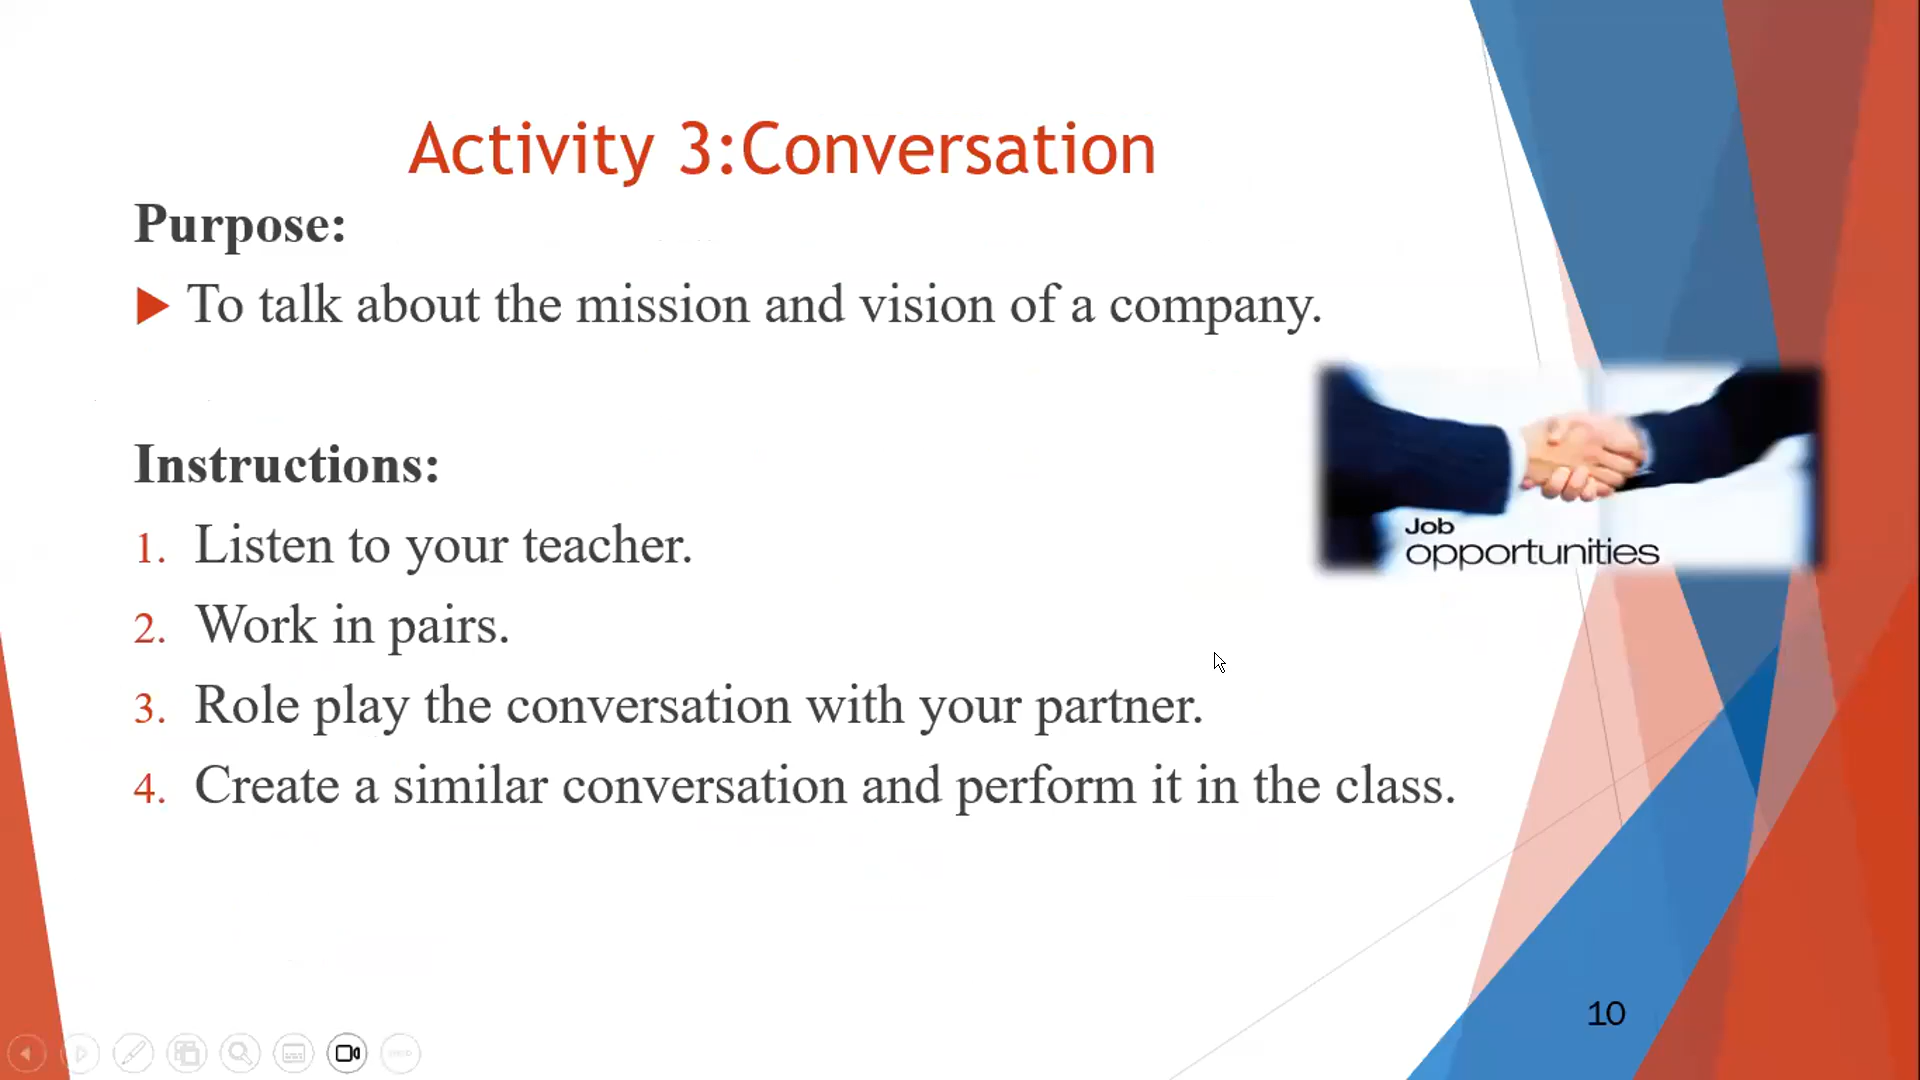 Activity 3:Conversation
Purpose:
To talk about the mission and vision of a company.
Instructions:
1. Listen to your teacher.
2. Work in pairs.
3. Role play the conversation with your partner.
4. Create a similar conversation and perform it in the class.
Job
opportunities
10